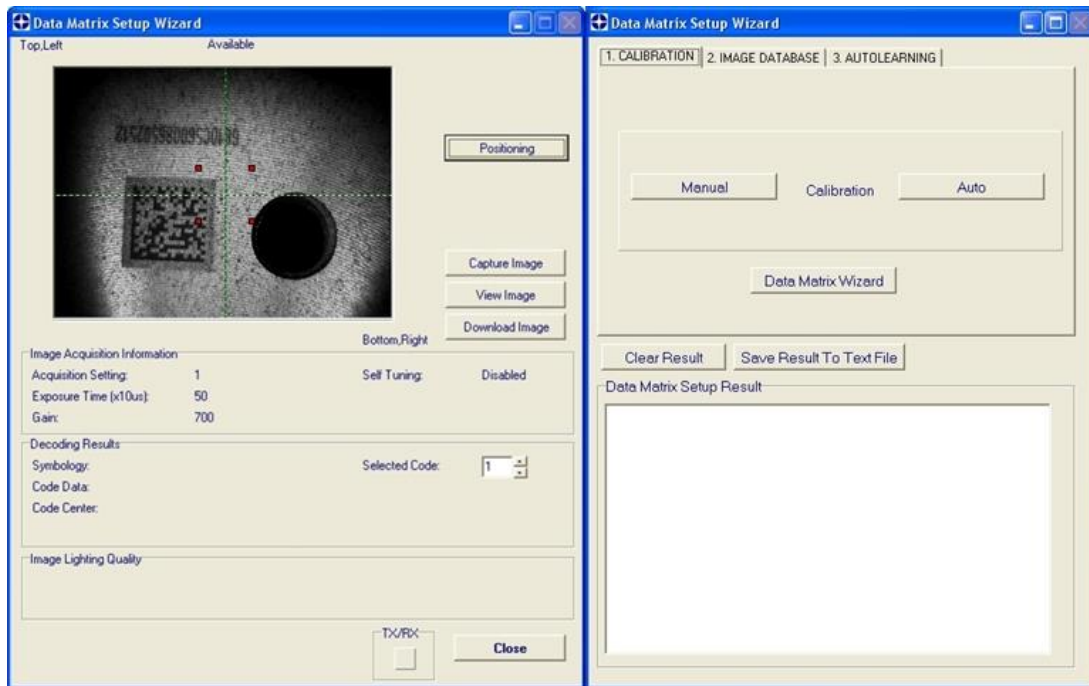 Data Matrix Setup Wizard
Top,Left
Available
Positioning
Capture Image
View Image
Download Image
Bottom,Right
Image Acquisition Information
Acquisition Setting: 1
Self Tuning: Disabled
Exposure Time (x10us): 50
Gain: 700
Decoding Results
Symbology:
Selected Code: 1
Code Data:
Code Center:
Image Lighting Quality
TX/RX
Close
Data Matrix Setup Wizard
1. CALIBRATION
2. IMAGE DATABASE
3. AUTOLEARNING
Manual
Calibration
Auto
Data Matrix Wizard
Clear Result
Save Result To Text File
Data Matrix Setup Result